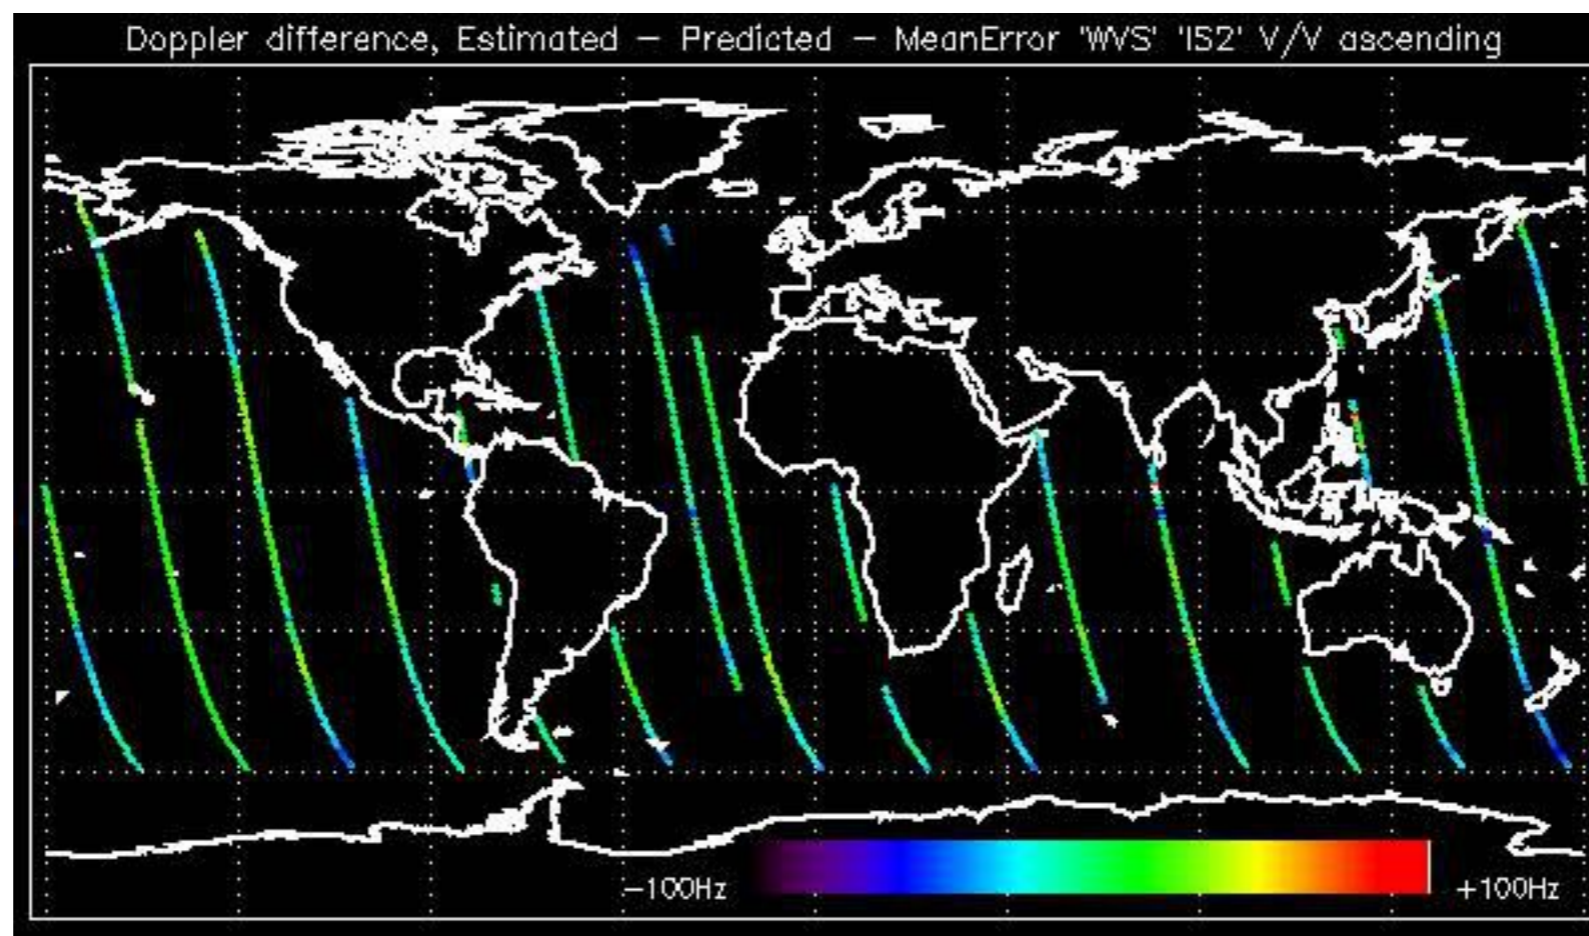 Doppler difference, Estimated – Predicted – MeanError 'WVS' 'IS2' V/V ascending
−100Hz +100Hz